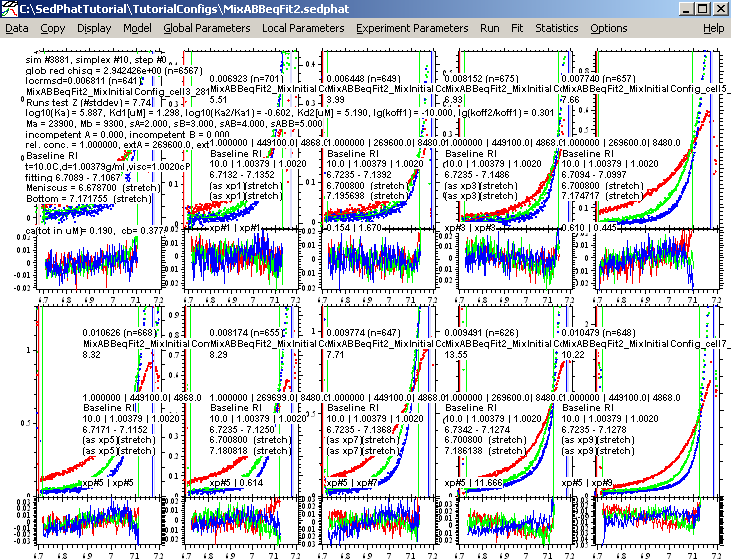 C:\SedPhatTutorial\TutorialConfigs\MixABBeqFit2.sedphat
Data Copy Display Model Global Parameters Local Parameters Experiment Parameters Run Fit Statistics Options Help
sim #3881, simplex #10, step #0
glob red chisq = 2.942426e+00 (n=6567)
locrmsd=0.006811 (n=641)
MixABBeqFit2_MixInitialConfig_cell3_281
Runs test Z (#stddev) = 7.74
log10(Ka) = 5.887, Kd1[uM] = 1.298, log10(Ka2/Ka1) = -0.602, Kd2[uM] = 5.190, lg(koff1) = -10.000, lg(koff2/koff1) = 0.301
Ma = 23900, Mb = 9300, sA=2.000, sB=3.000, sAB=4.000, sABB=5.000
incompetent A = 0.000, incompetent B = 0.000
rel. conc. = 1.000000, extA = 269600.0, ext
Baseline RI
t=10.0C,d=1.00379g/ml,visc=1.0020cP
fitting 6.7089 - 7.1067
Meniscus = 6.678700 (stretch)
Bottom = 7.171755 (stretch)
ca(tot in uM)= 0.190, cb= 0.377
0.006923 (n=701)
MixABBeqFit2_MixInitial
5.51
1.000000 | 449100.0 | 4868.0
Baseline RI
10.0 | 1.00379 | 1.0020
6.7132 - 7.1352
(as xp1)(stretch)
(as xp1)(stretch)
xp#1 | xp#1
0.006448 (n=649)
MixABBeqFit2_MixInitial
3.99
Baseline RI
10.0 | 1.00379 | 1.0020
6.7235 - 7.1392
6.700800 (stretch)
7.195698 (stretch)
0.154 | 1.670
0.008152 (n=675)
MixABBeqFit2_MixInitial
8.93
1.000000 | 449100.0 | 4868.0
Baseline RI
10.0 | 1.00379 | 1.0020
6.7235 - 7.1486
(as xp3)(stretch)
(as xp3)(stretch)
xp#3 | xp#3
0.007740 (n=657)
MixABBeqFit2_MixInitialConfig_cell5_
7.66
1.000000 | 269600.0 | 8480.0
Baseline RI
10.0 | 1.00379 | 1.0020
6.7094 - 7.0997
6.700800 (stretch)
7.174717 (stretch)
0.610 | 0.445
0.010626 (n=668)
MixABBeqFit2_MixInitial
8.32
1.000000 | 449100.0 | 4868.0
Baseline RI
10.0 | 1.00379 | 1.0020
6.7171 - 7.1152
(as xp5)(stretch)
(as xp5)(stretch)
xp#5 | xp#5
0.008174 (n=655)
MixABBeqFit2_MixInitial
8.29
1.000000 | 269600.0 | 8480.0
Baseline RI
10.0 | 1.00379 | 1.0020
6.7235 - 7.1250
6.700800 (stretch)
7.180818 (stretch)
xp#5 | 0.614
0.009774 (n=647)
MixABBeqFit2_MixInitial
7.71
1.000000 | 449100.0 | 4868.0
Baseline RI
10.0 | 1.00379 | 1.0020
6.7235 - 7.1368
(as xp7)(stretch)
(as xp7)(stretch)
xp#5 | xp#7
0.009491 (n=626)
MixABBeqFit2_MixInitial
13.55
1.000000 | 269600.0 | 8480.0
Baseline RI
10.0 | 1.00379 | 1.0020
6.7342 - 7.1274
6.700800 (stretch)
7.186138 (stretch)
xp#5 | 11.666
0.010479 (n=648)
MixABBeqFit2_MixInitialConfig_cell7_
10.22
1.000000 | 449100.0 | 4868.0
Baseline RI
10.0 | 1.00379 | 1.0020
6.7235 - 7.1278
(as xp9)(stretch)
(as xp9)(stretch)
xp#5 | xp#9